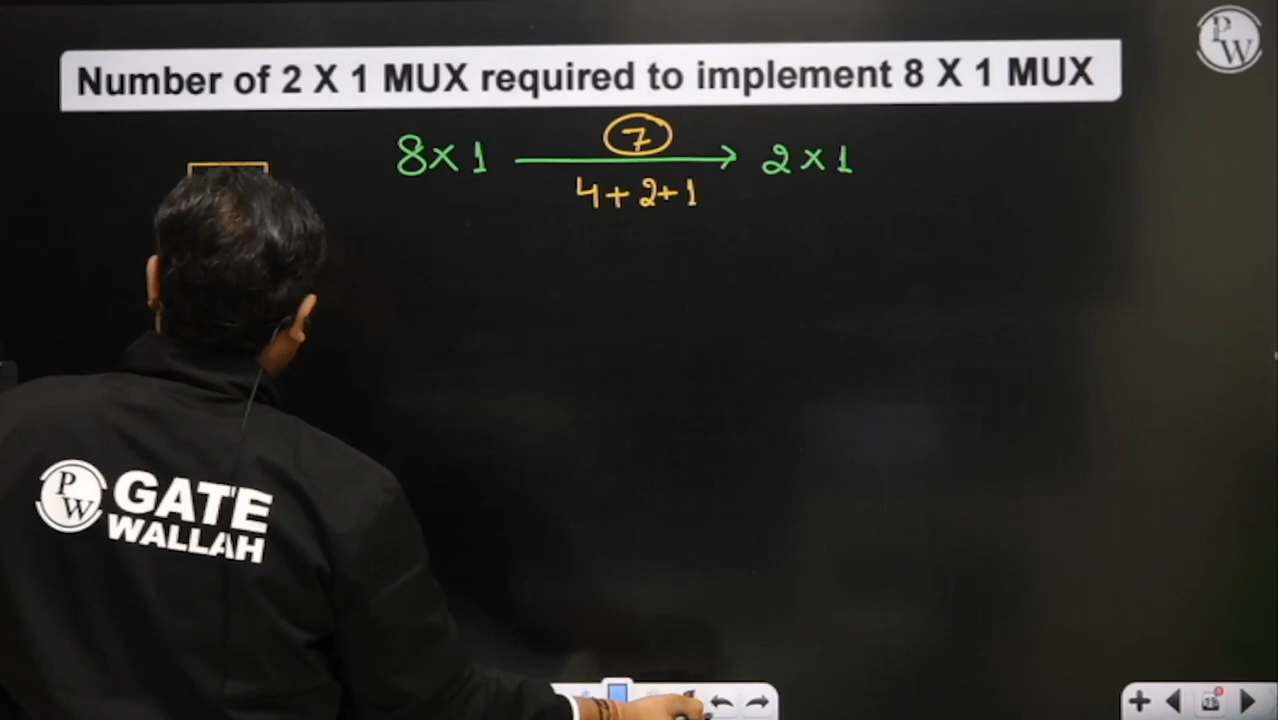 PW
Number of 2 X 1 MUX required to implement 8 X 1 MUX
7
8×1 → 2×1
4+2+1
PW GATE
WALLAH